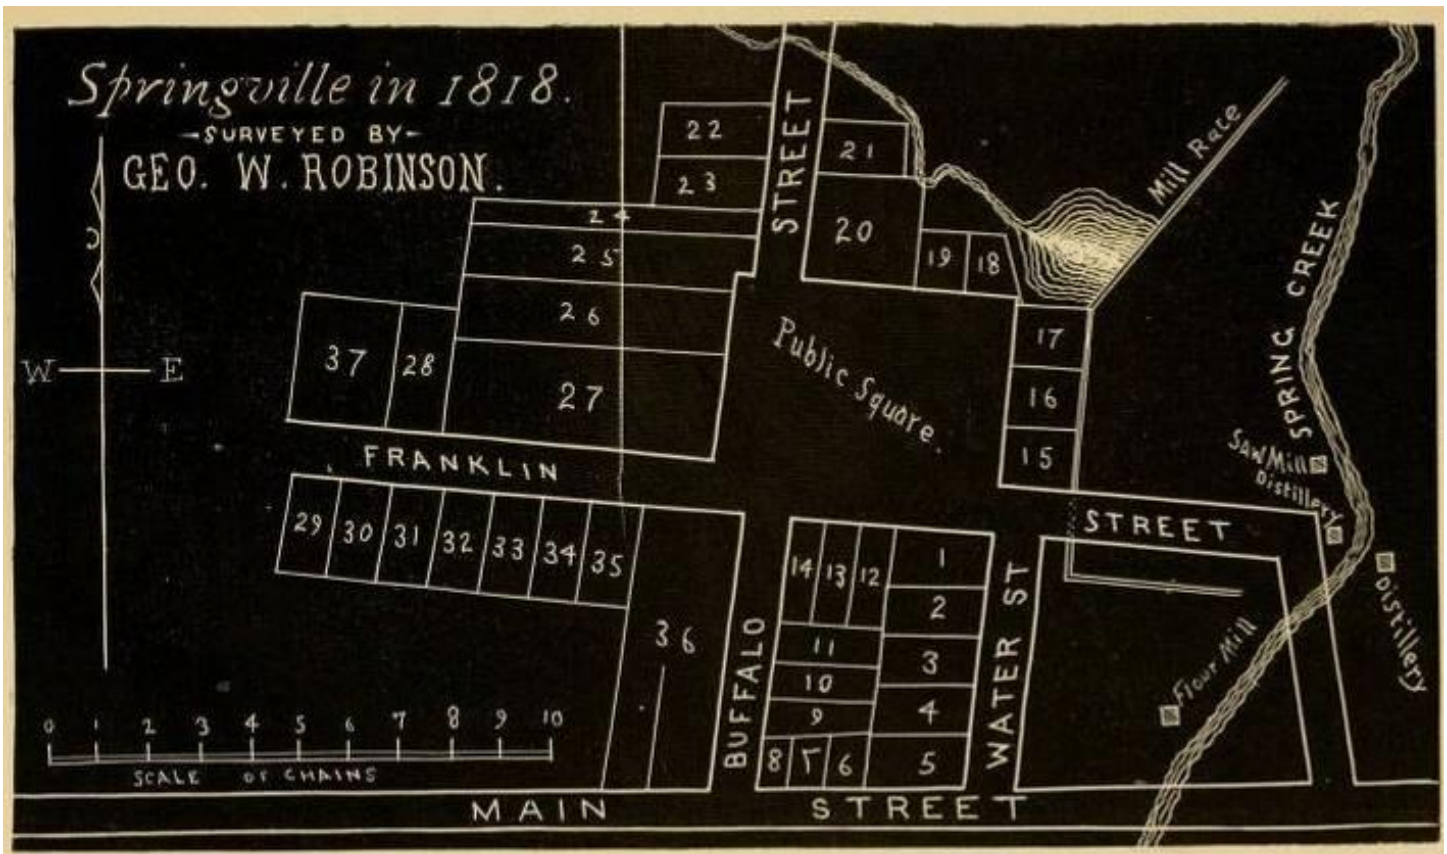 Springville in 1818.
-SURVEYED BY-
GEO. W. ROBINSON.
W E
0 1 2 3 4 5 6 7 8 9 10
SCALE OF CHAINS
22
23
24
25
26
27
37
28
STREET
21
20
19
18
17
16
15
Public Square.
Mill Race
SPRING CREEK
Saw Mill
Distillery
Distillery
Flour Mill
FRANKLIN
STREET
29
30
31
32
33
34
35
36
BUFFALO
14
13
12
1
2
11
3
10
4
9
8
7
6
5
WATER ST
MAIN STREET